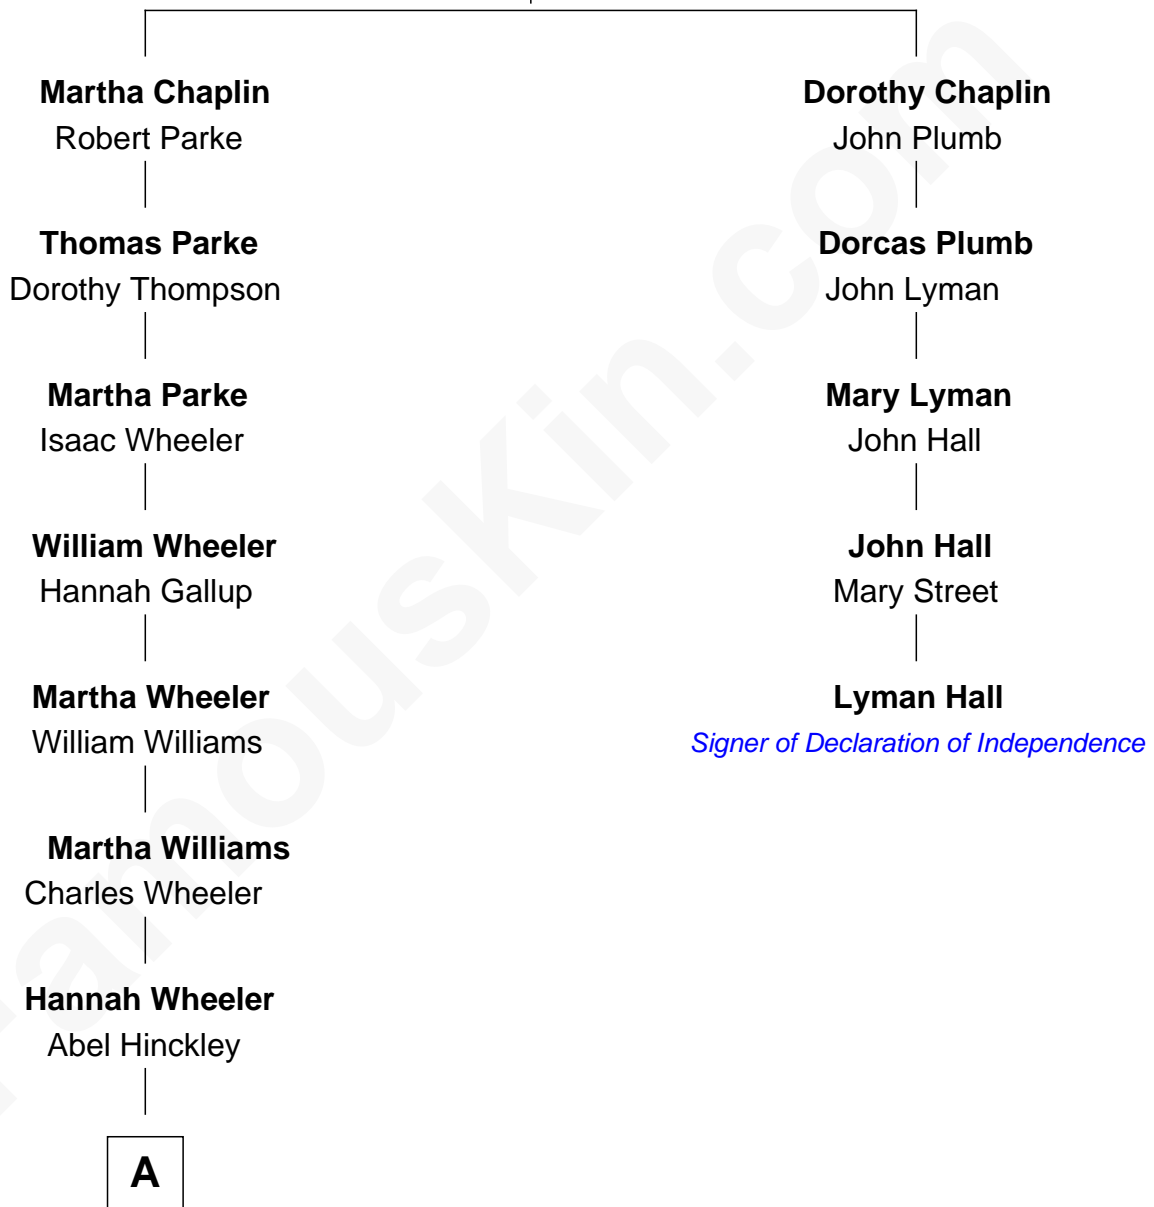 Martha Chaplin
Robert Parke
Thomas Parke
Dorothy Thompson
Martha Parke
Isaac Wheeler
William Wheeler
Hannah Gallup
Martha Wheeler
William Williams
Martha Williams
Charles Wheeler
Hannah Wheeler
Abel Hinckley
A
Dorothy Chaplin
John Plumb
Dorcas Plumb
John Lyman
Mary Lyman
John Hall
John Hall
Mary Street
Lyman Hall
Signer of Declaration of Independence
FamousKin.com